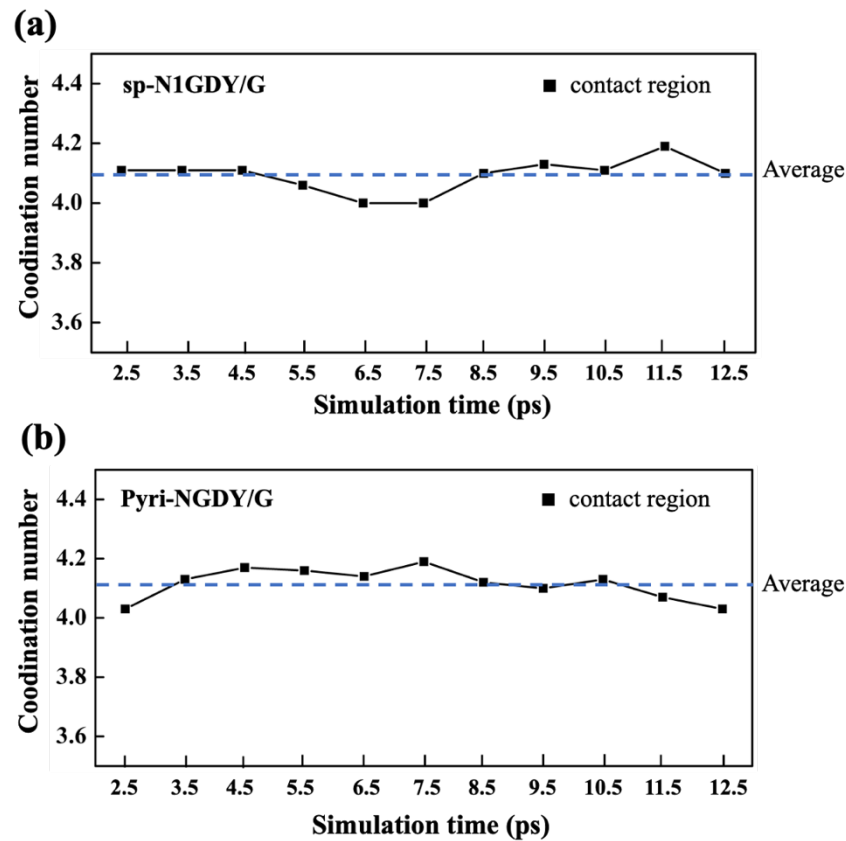 (a)
sp-N1GDY/G
contact region
Coodination number
4.4
4.2
4.0
3.8
3.6
Average
2.5 3.5 4.5 5.5 6.5 7.5 8.5 9.5 10.5 11.5 12.5
Simulation time (ps)
(b)
Pyri-NGDY/G
contact region
Coodination number
4.4
4.2
4.0
3.8
3.6
Average
2.5 3.5 4.5 5.5 6.5 7.5 8.5 9.5 10.5 11.5 12.5
Simulation time (ps)